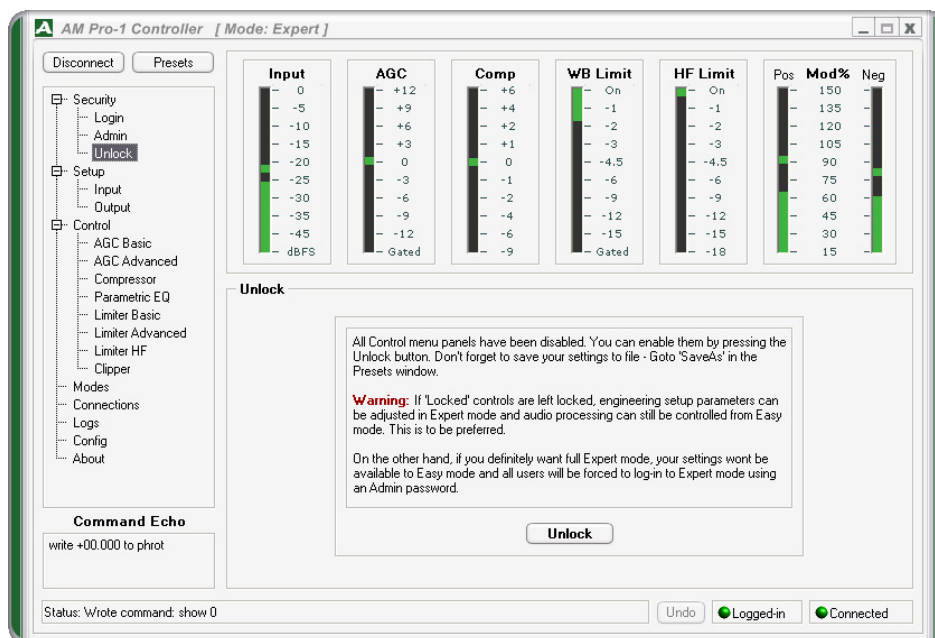 A AM Pro-1 Controller [ Mode: Expert ]
Disconnect Presets
Security
Login
Admin
Unlock
Setup
Input
Output
Control
AGC Basic
AGC Advanced
Compressor
Parametric EQ
Limiter Basic
Limiter Advanced
Limiter HF
Clipper
Modes
Connections
Logs
Config
About
Command Echo
write +00.000 to phrot
Input AGC Comp WB Limit HF Limit Pos Mod% Neg
0 +12 +6 On On 150
-5 +9 +4 -1 -1 135
-10 +6 +2 -2 -2 120
-15 +3 +1 -3 -3 105
-20 0 0 -4.5 -4.5 90
-25 -3 -1 -6 -6 75
-30 -6 -2 -9 -9 60
-35 -9 -4 -12 -12 45
-45 -12 -6 -15 -15 30
dBFS Gated -9 Gated -18 15
Unlock
All Control menu panels have been disabled. You can enable them by pressing the
Unlock button. Don't forget to save your settings to file - Goto 'SaveAs' in the
Presets window.
Warning: If 'Locked' controls are left locked, engineering setup parameters can
be adjusted in Expert mode and audio processing can still be controlled from Easy
mode. This is to be preferred.
On the other hand, if you definitely want full Expert mode, your settings wont be
available to Easy mode and all users will be forced to log-in to Expert mode using
an Admin password.
Unlock
Status: Wrote command: show 0 Undo Logged-in Connected